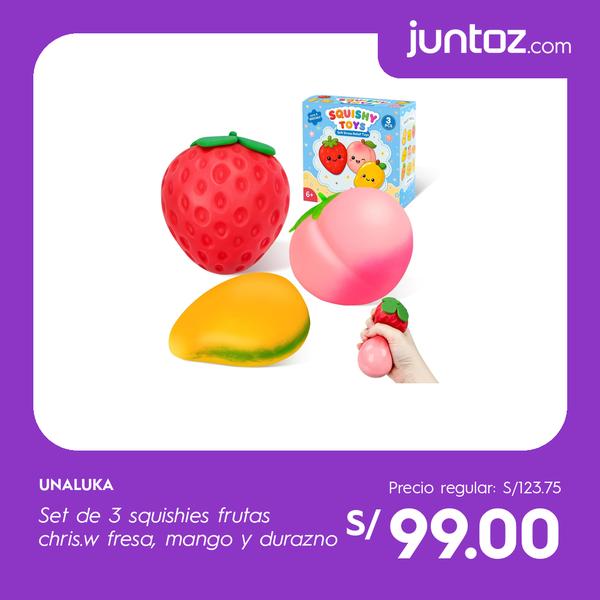 juntoz.com
SQUISHY
TOYS
3
PCS
6+
UNALUKA
Precio regular: S/123.75
Set de 3 squishies frutas
chris.w fresa, mango y durazno
S/ 99.00